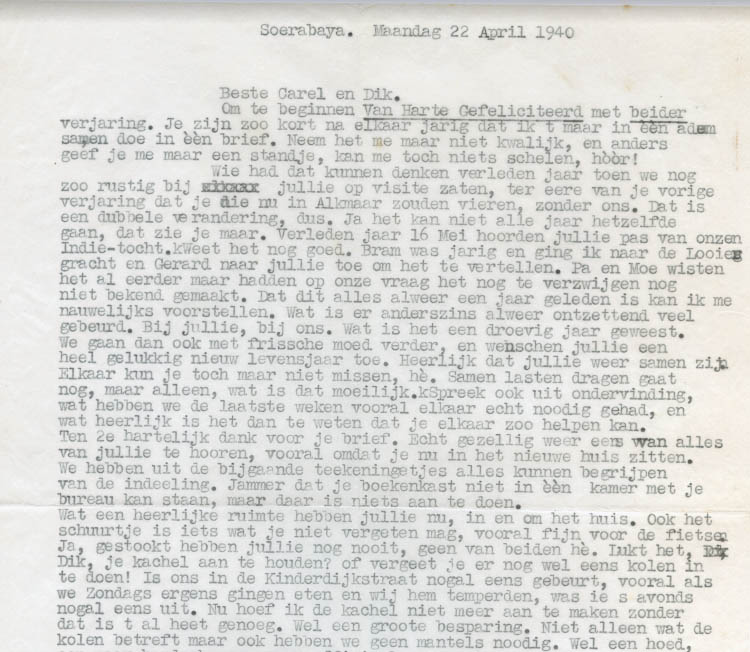 Soerabaya. Maandag 22 April 1940
Beste Carel en Dik.
Om te beginnen Van Harte Gefeliciteerd met beider
verjaring. Je zijn zoo kort na elkaar jarig dat ik t maar in èèn adem
samen doe in èèn brief. Neem het me maar niet kwalijk, en anders
geef je me maar een standje, kan me toch niets schelen, hòòr!
Wie had dat kunnen denken verleden jaar toen we nog
zoo rustig bij jullie op visite zaten, ter eere van je vorige
verjaring dat je die nu in Alkmaar zouden vieren, zonder ons. Dat is
een dubbele verandering, dus. Ja het kan niet alle jaar hetzelfde
gaan, dat zie je maar. Verleden jaar 16 Mei hoorden jullie pas van onzen
Indie-tocht.kWeet het nog goed. Bram was jarig en ging ik naar de Looier
gracht en Gerard naar jullie toe om het te vertellen. Pa en Moe wisten
het al eerder maar hadden op onze vraag het nog te verzwijgen nog
niet bekend gemaakt. Dat dit alles alweer een jaar geleden is kan ik me
nauwelijks voorstellen. Wat is er anderszins alweer ontzettend veel
gebeurd. Bij jullie, bij ons. Wat is het een droevig jaar geweest.
We gaan dan ook met frissche moed verder, en wenschen jullie een
heel gelukkig nieuw levensjaar toe. Heerlijk dat jullie weer samen zijn
Elkaar kun je toch maar niet missen, hè. Samen lasten dragen gaat
nog, maar alleen, wat is dat moeilijk.kSpreek ook uit ondervinding,
wat hebben we de laatste weken vooral elkaar echt noodig gehad, en
wat heerlijk is het dan te weten dat je elkaar zoo helpen kan.
Ten 2e hartelijk dank voor je brief. Echt gezellig weer eens van alles
van jullie te hooren, vooral omdat je nu in het nieuwe huis zitten.
We hebben uit de bijgaande teekeningetjes alles kunnen begrijpen
van de indeeling. Jammer dat je boekenkast niet in èèn kamer met je
bureau kan staan, maar daar is niets aan te doen.
Wat een heerlijke ruimte hebben jullie nu, in en om het huis. Ook het
schuurtje is iets wat je niet vergeten mag, vooral fijn voor de fietsen
Ja, gestookt hebben jullie nog nooit, geen van beiden hè. Lukt het,
Dik, je kachel aan te houden? of vergeet je er nog wel eens kolen in
te doen! Is ons in de Kinderdijkstraat nogal eens gebeurt, vooral als
we Zondags ergens gingen eten en wij hem temperden, was ie s avonds
nogal eens uit. Nu hoef ik de kachel niet meer aan te maken zonder
dat is t al heet genoeg. Wel een groote besparing. Niet alleen wat de
kolen betreft maar ook hebben we geen mantels noodig. Wel een hoed,